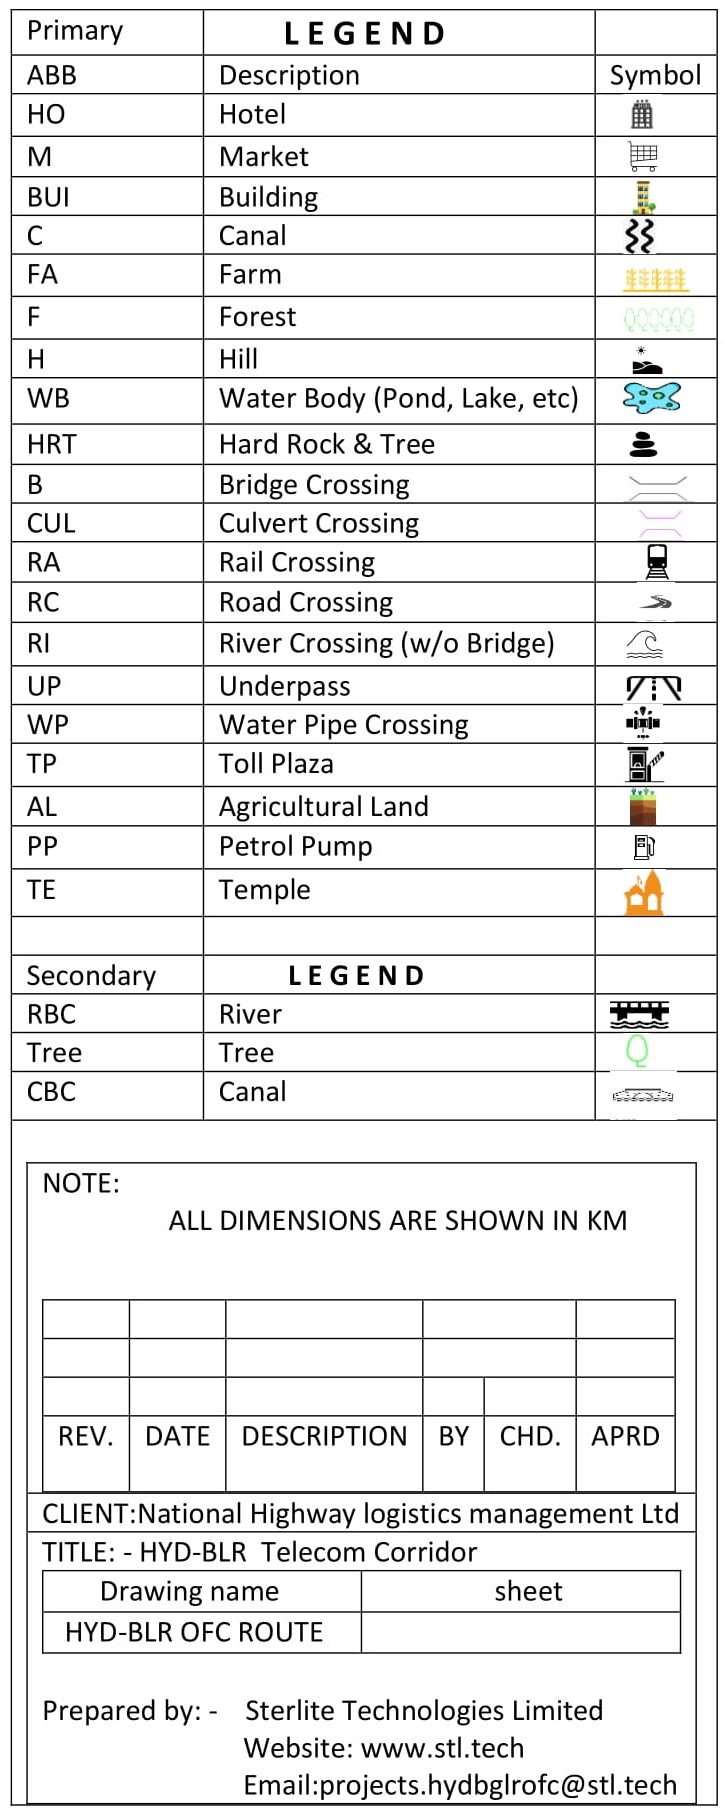 Primary LEGEND
ABB Description Symbol
HO Hotel
M Market
BUI Building
C Canal
FA Farm
F Forest
H Hill
WB Water Body (Pond, Lake, etc)
HRT Hard Rock & Tree
B Bridge Crossing
CUL Culvert Crossing
RA Rail Crossing
RC Road Crossing
RI River Crossing (w/o Bridge)
UP Underpass
WP Water Pipe Crossing
TP Toll Plaza
AL Agricultural Land
PP Petrol Pump
TE Temple
Secondary LEGEND
RBC River
Tree Tree
CBC Canal
NOTE:
ALL DIMENSIONS ARE SHOWN IN KM
REV. DATE DESCRIPTION BY CHD. APRD
CLIENT:National Highway logistics management Ltd
TITLE: - HYD-BLR Telecom Corridor
Drawing name sheet
HYD-BLR OFC ROUTE
Prepared by: - Sterlite Technologies Limited
Website: www.stl.tech
Email:projects.hydbglrofc@stl.tech